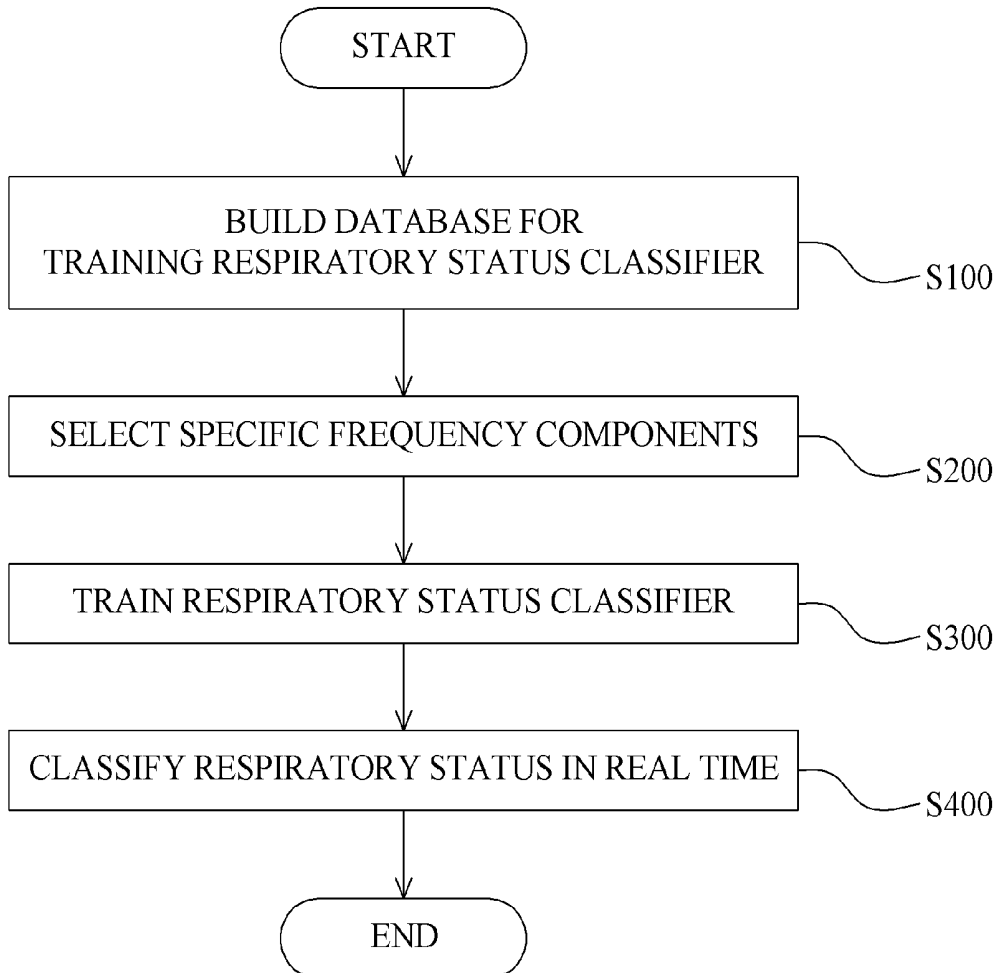 START
BUILD DATABASE FOR
TRAINING RESPIRATORY STATUS CLASSIFIER
S100
SELECT SPECIFIC FREQUENCY COMPONENTS
S200
TRAIN RESPIRATORY STATUS CLASSIFIER
S300
CLASSIFY RESPIRATORY STATUS IN REAL TIME
S400
END